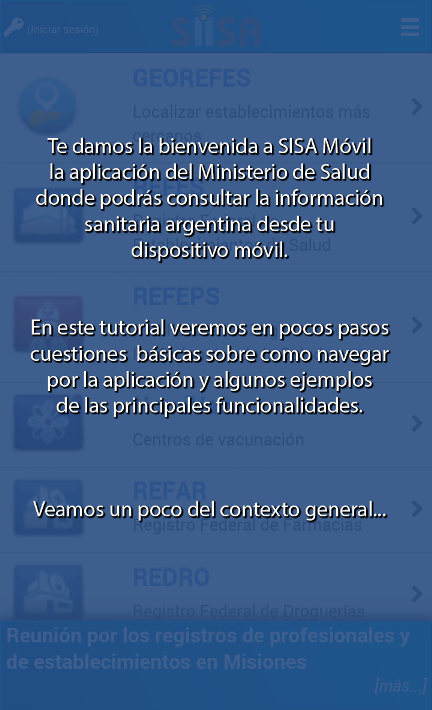 (Iniciar sesión)
SIISA
GEOREFES
Localizar establecimientos más
cercanos
Te damos la bienvenida a SISA Móvil
la aplicación del Ministerio de Salud
donde podrás consultar la información
sanitaria argentina desde tu
dispositivo móvil.
REFES
Salud
REFEPS
En este tutorial veremos en pocos pasos
cuestiones básicas sobre como navegar
por la aplicación y algunos ejemplos
de las principales funcionalidades.
Centros de vacunación
REFAR
Veamos un poco del contexto general...
Registro Federal de Farmacias
REDRO
Registro Federal de Droguerías
Reunión por los registros de profesionales y
de establecimientos en Misiones
[más...]